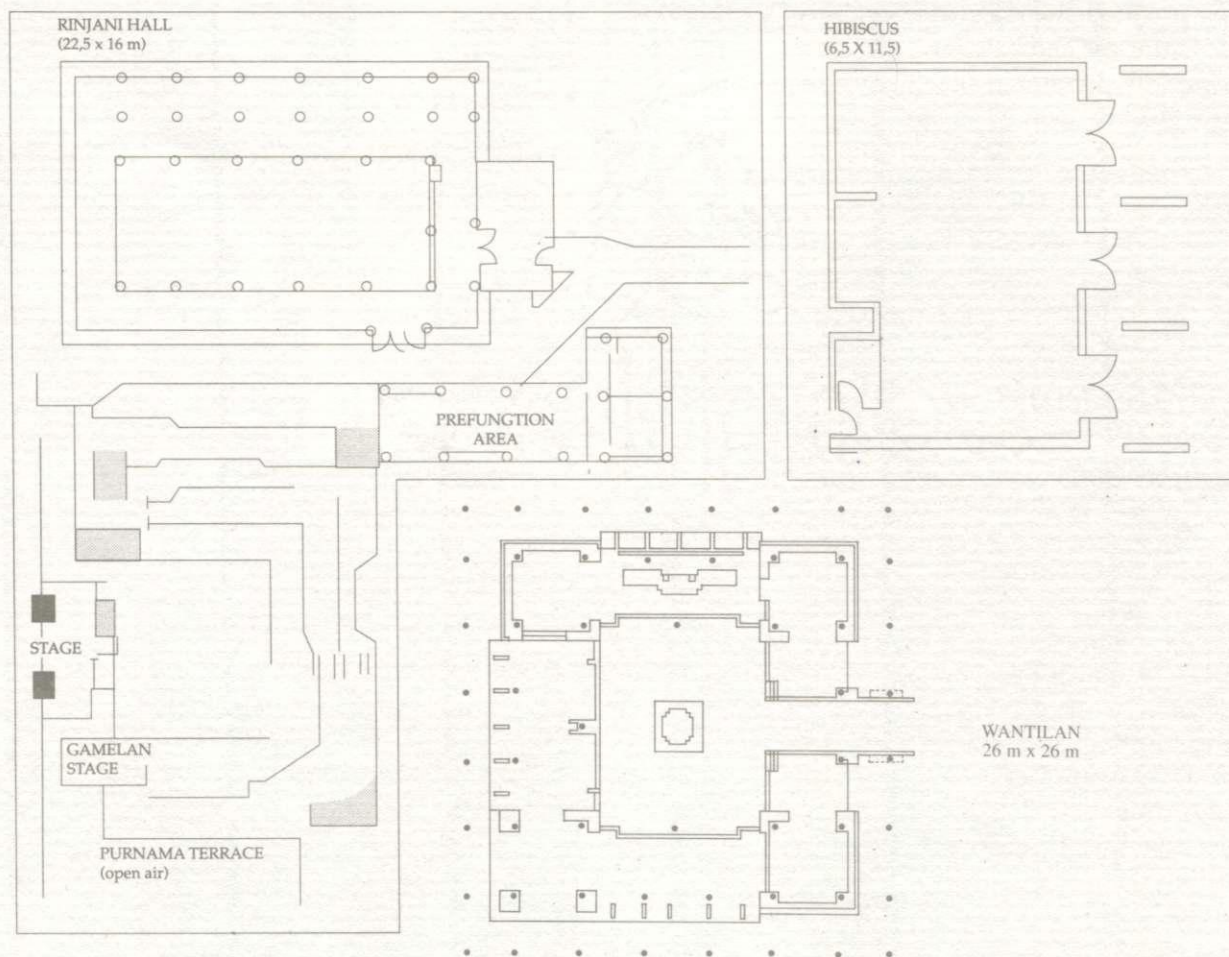 RINJANI HALL
(22,5 x 16 m)
HIBISCUS
(6,5 X 11,5)
PREFUNGTION
AREA
STAGE
GAMELAN
STAGE
PURNAMA TERRACE
(open air)
WANTILAN
26 m x 26 m